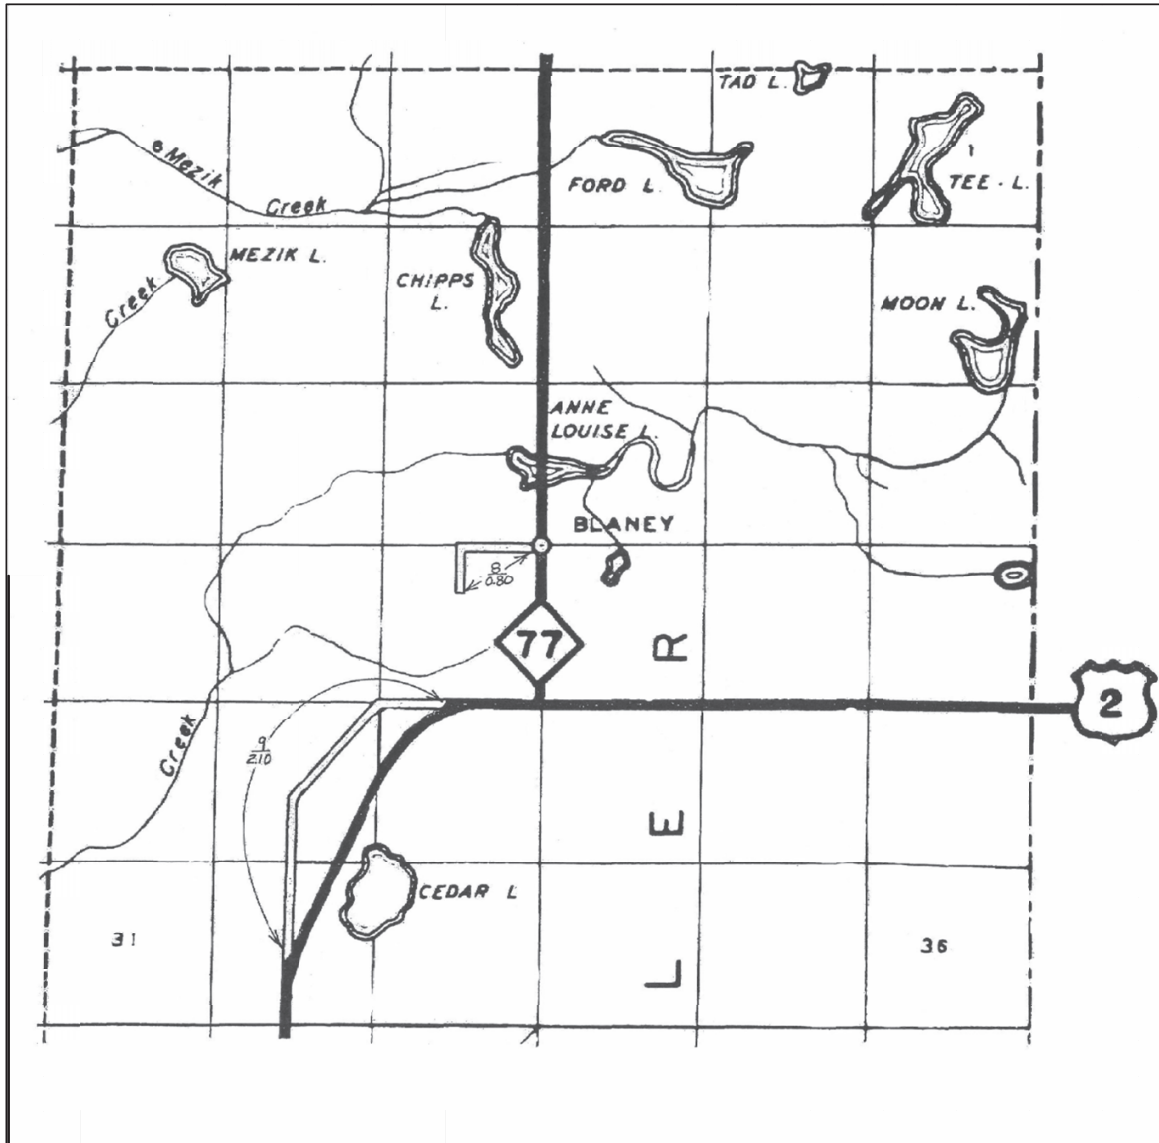 TAD L.
e Mezik
Creek
FORD L.
1
TEE - L.
MEZIK L.
Creek
CHIPPS
L.
MOON L.
ANNE
LOUISE L.
BLANEY
8
0.80
77
R
2
Creek
9
2.10
E
CEDAR L
31
36
L